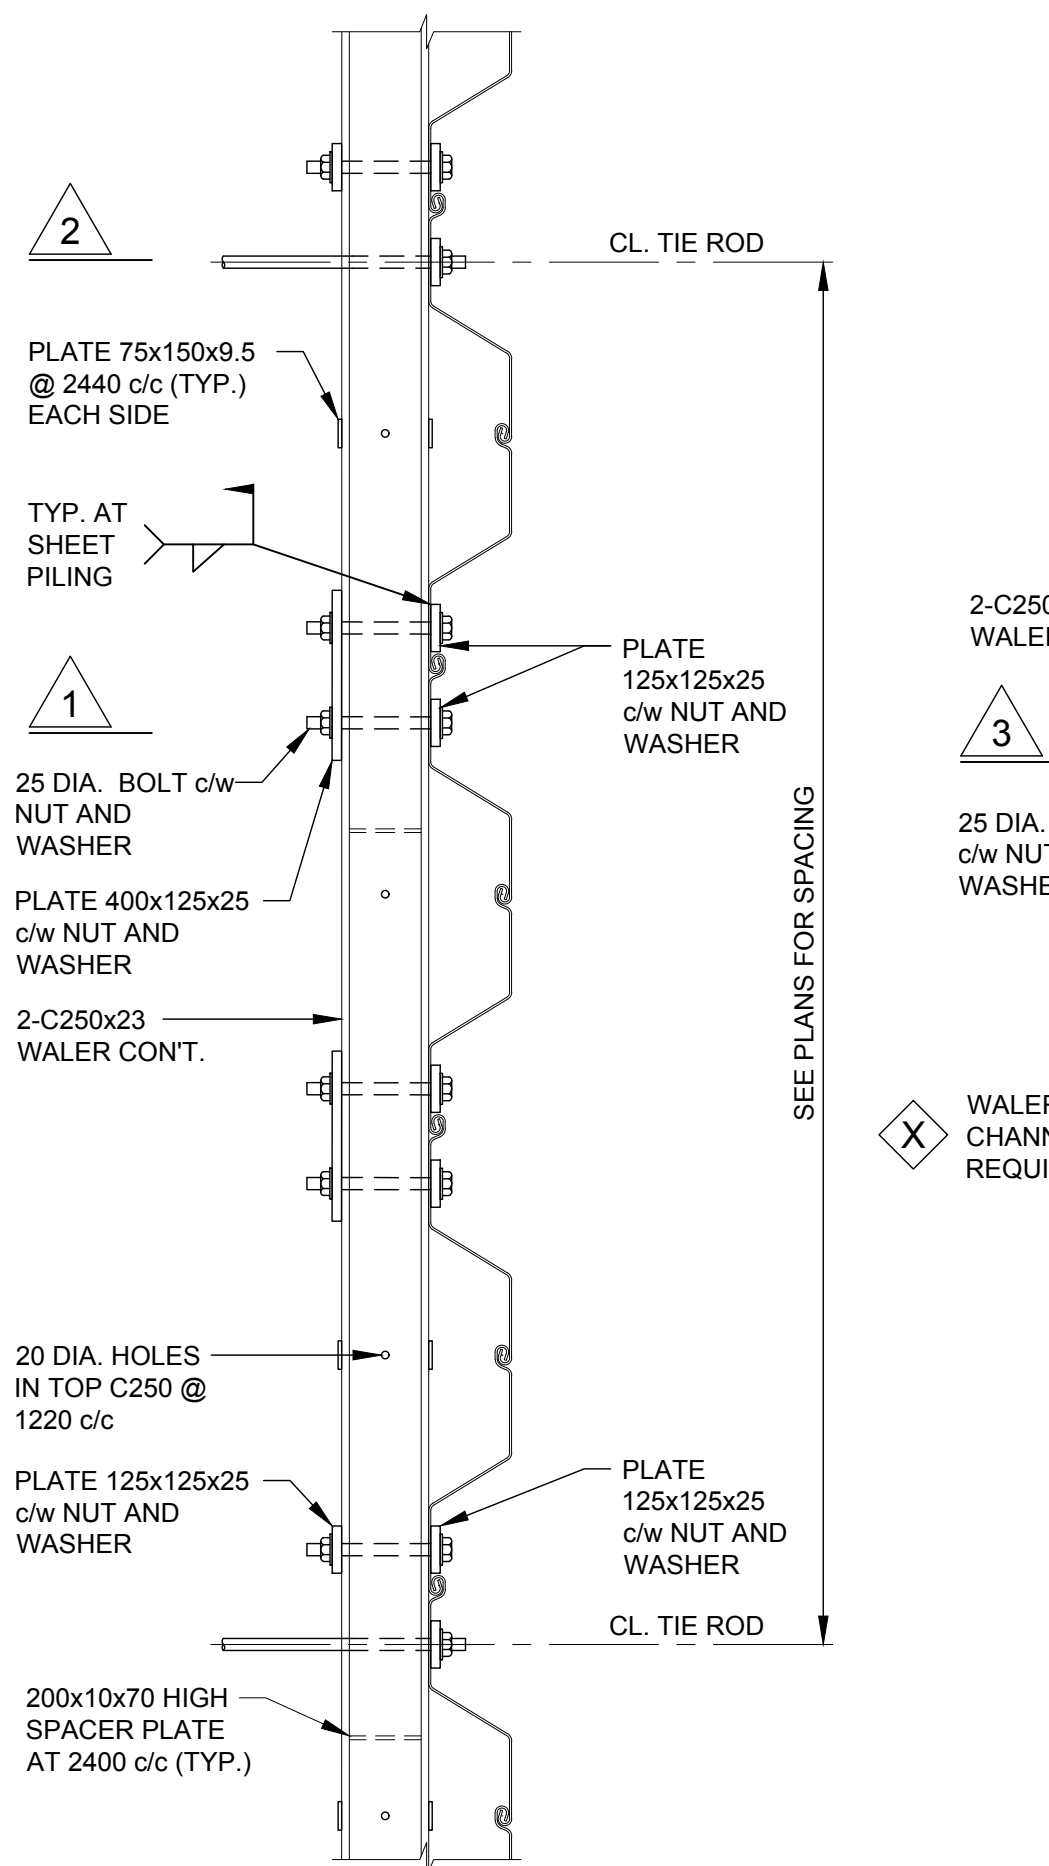 2
CL. TIE ROD
PLATE 75x150x9.5
@ 2440 c/c (TYP.)
EACH SIDE
TYP. AT
SHEET
PILING
PLATE
125x125x25
c/w NUT AND
WASHER
1
25 DIA. BOLT c/w
NUT AND
WASHER
PLATE 400x125x25
c/w NUT AND
WASHER
2-C250x23
WALER CON'T.
SEE PLANS FOR SPACING
20 DIA. HOLES
IN TOP C250 @
1220 c/c
PLATE 125x125x25
c/w NUT AND
WASHER
PLATE
125x125x25
c/w NUT AND
WASHER
CL. TIE ROD
200x10x70 HIGH
SPACER PLATE
AT 2400 c/c (TYP.)
2-C250
WALER
3
25 DIA.
c/w NUT
WASHE
X
WALER
CHANN
REQUI